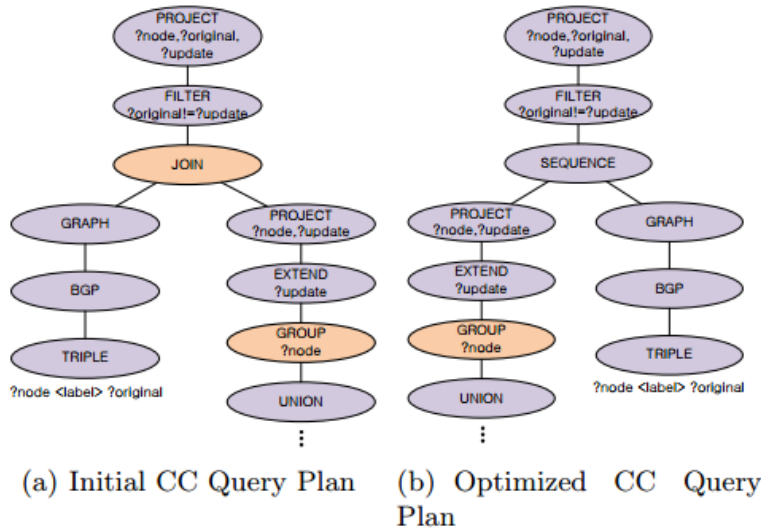 PROJECT
?node,?original,
?update
FILTER
?original!=?update
JOIN
GRAPH
BGP
TRIPLE
?node <label> ?original
PROJECT
?node,?update
EXTEND
?update
GROUP
?node
UNION
(a) Initial CC Query Plan
PROJECT
?node,?original,
?update
FILTER
?original!=?update
SEQUENCE
PROJECT
?node,?update
EXTEND
?update
GROUP
?node
UNION
GRAPH
BGP
TRIPLE
?node <label> ?original
(b) Optimized CC Query
Plan